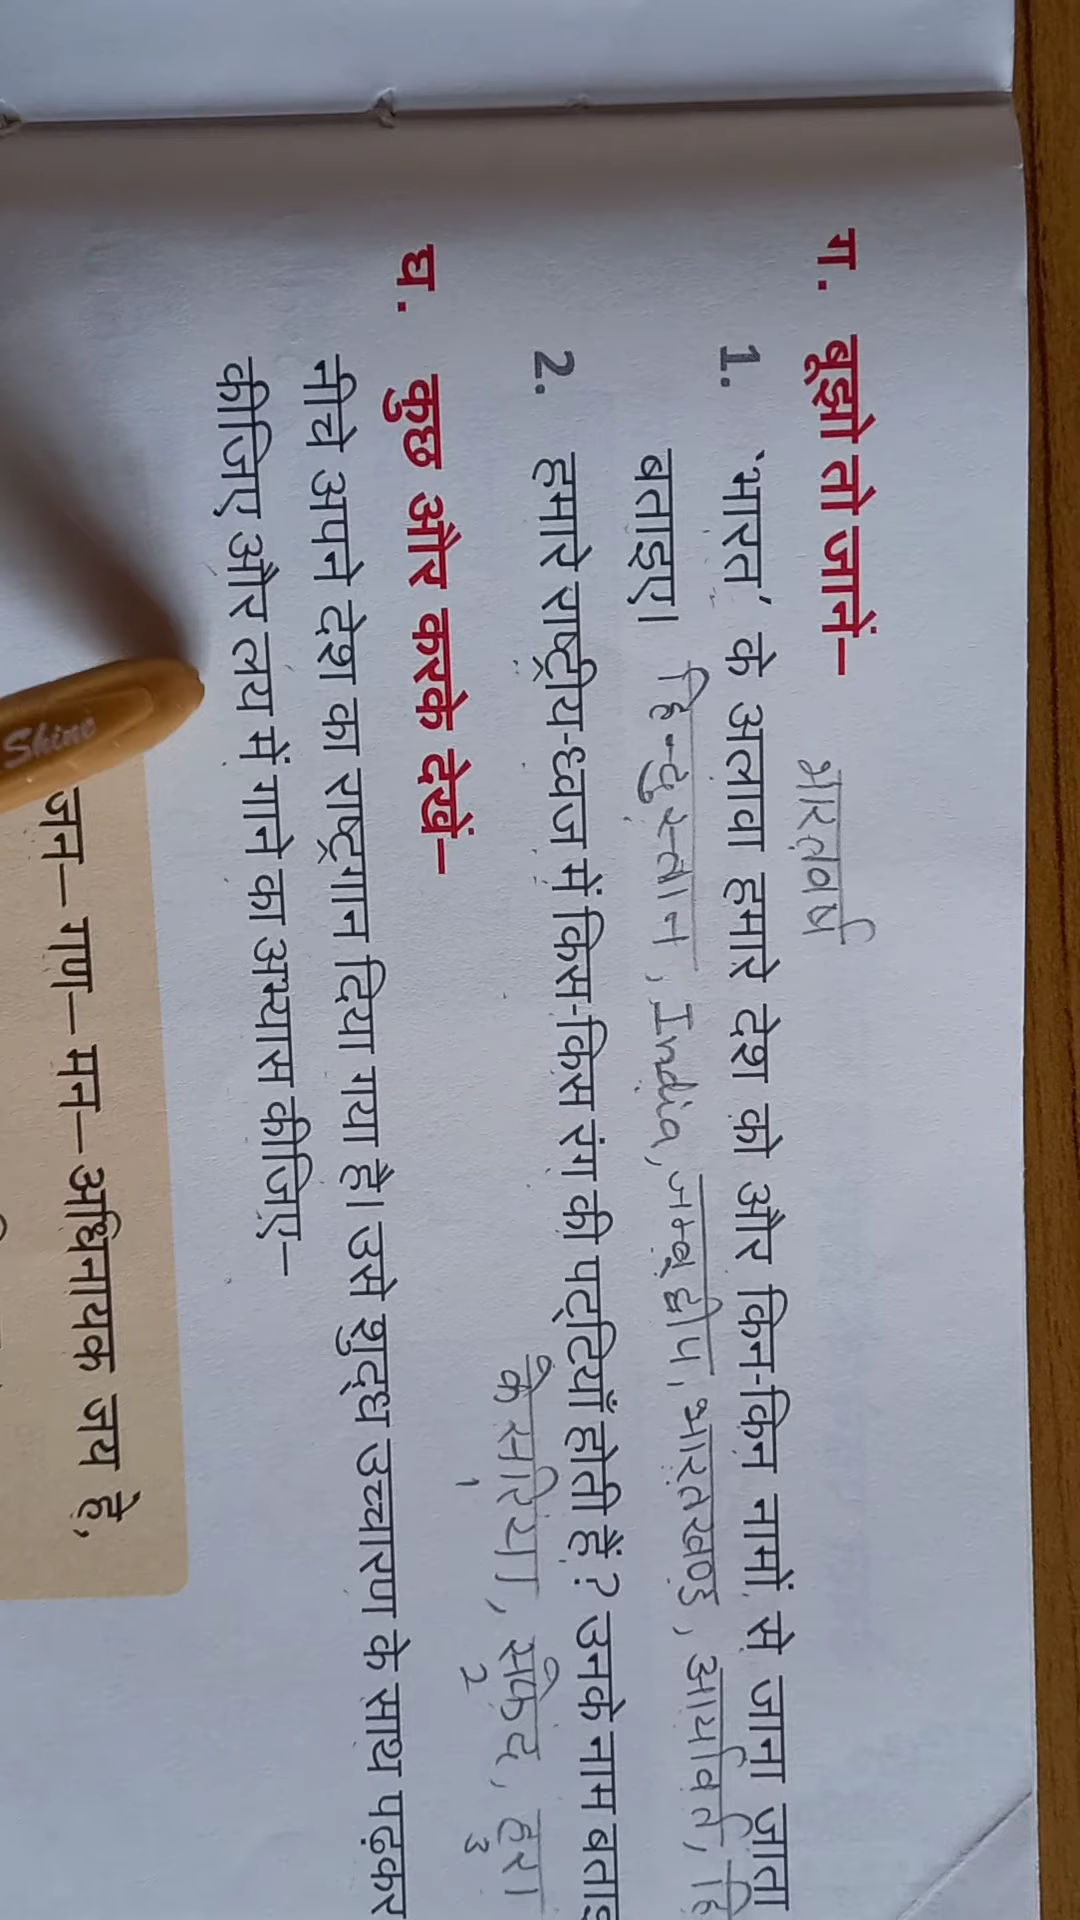 ग. बूझो तो जानें–
भारतवर्ष
1. 'भारत' के अलावा हमारे देश को और किन-किन नामों से जाना जाता
बताइए। हिन्दुस्तान, India, जम्बूद्वीप, भारतखण्ड, आर्यावर्त, हि
2. हमारे राष्ट्रीय-ध्वज में किस-किस रंग की पट्टियाँ होती हैं? उनके नाम बताइ
केसरिया, सफेद, हरा
1 2 3
घ. कुछ और करके देखें–
नीचे अपने देश का राष्ट्रगान दिया गया है। उसे शुद्ध उच्चारण के साथ पढ़कर
कीजिए और लय में गाने का अभ्यास कीजिए–
जन–गण–मन–अधिनायक जय हे,
Shine